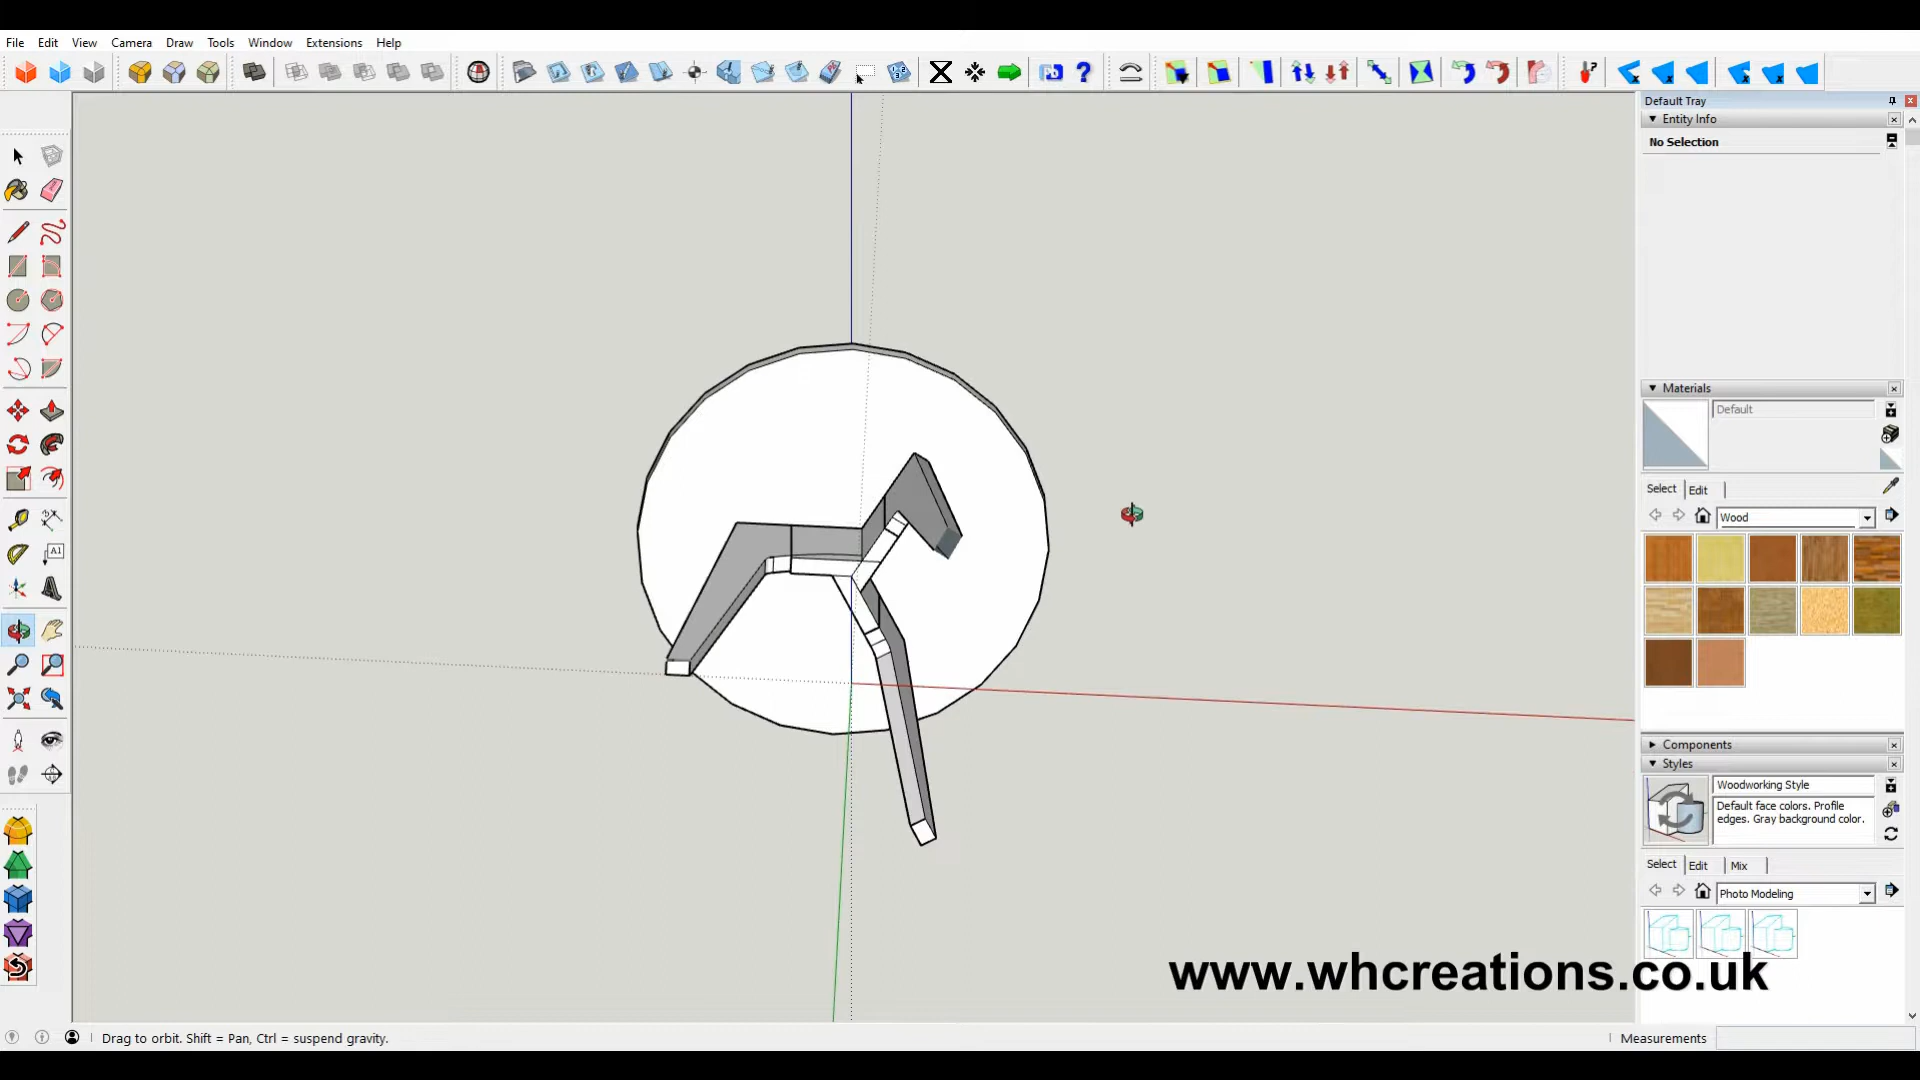 File Edit View Camera Draw Tools Window Extensions Help
Default Tray
Entity Info
No Selection
Materials
Default
Select Edit
Wood
Components
Styles
Woodworking Style
Default face colors. Profile
edges. Gray background color.
Select Edit Mix
Photo Modeling
www.whcreations.co.uk
Drag to orbit. Shift = Pan, Ctrl = suspend gravity.
Measurements